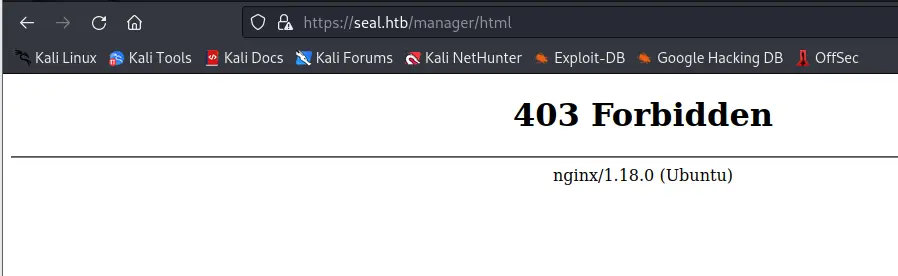 https://seal.htb/manager/html
Kali Linux Kali Tools Kali Docs Kali Forums Kali NetHunter Exploit-DB Google Hacking DB OffSec
403 Forbidden
nginx/1.18.0 (Ubuntu)